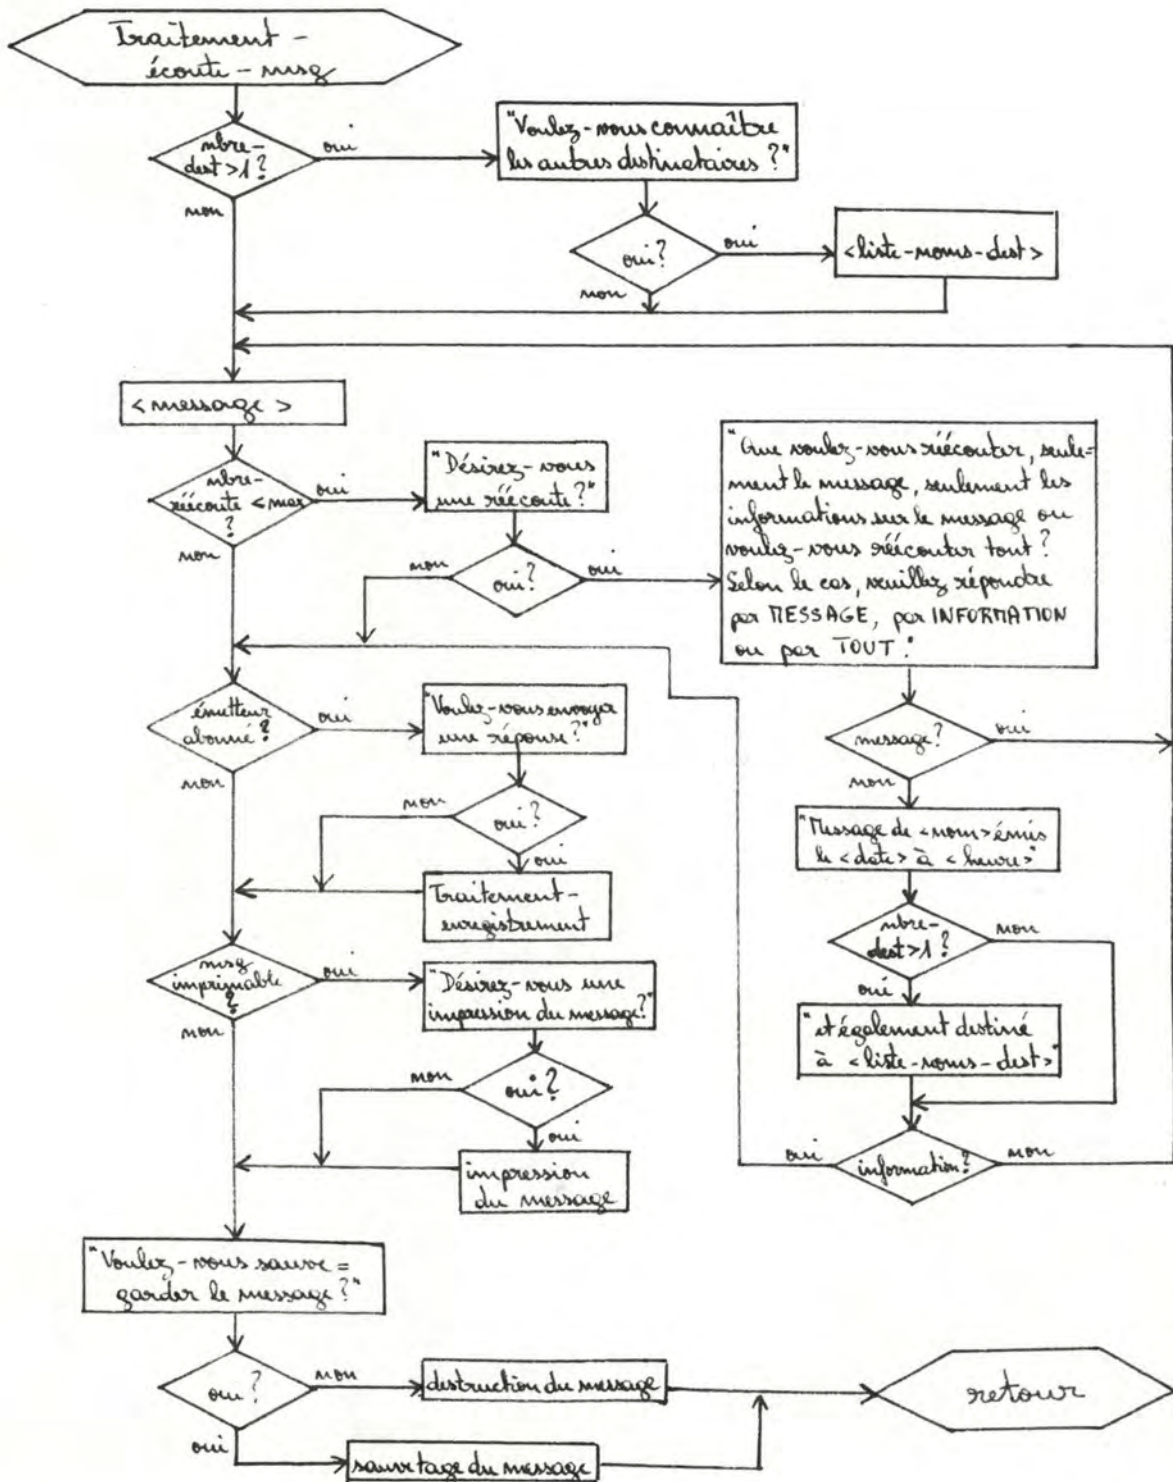 Traitement-
écoute-msg
nbre-
dest>1?
oui
non
"Voulez-vous connaître
les autres destinataires ?"
oui?
oui
non
<liste-noms-dest>
<message>
nbre-
réécoute <max
?
oui
non
"Désirez-vous
une réécoute?"
oui?
non
oui
"Que voulez-vous réécouter, seule=
ment le message, seulement les
informations sur le message ou
voulez-vous réécouter tout?
Selon le cas, veuillez répondre
par MESSAGE, par INFORMATION
ou par TOUT."
émetteur
abonné?
oui
non
"Voulez-vous envoyer
une réponse?"
oui?
non
oui
Traitement-
enregistrement
message?
oui
non
"Message de <nom> émis
le <date> à <heure>"
nbre-
dest>1?
non
oui
"et également destiné
à <liste-noms-dest>"
information?
oui
non
msg
imprimable
?
oui
non
"Désirez-vous une
impression du message?"
oui?
non
oui
impression
du message
"Voulez-vous sauve=
garder le message?"
oui?
non
oui
destruction du message
sauvetage du message
retour